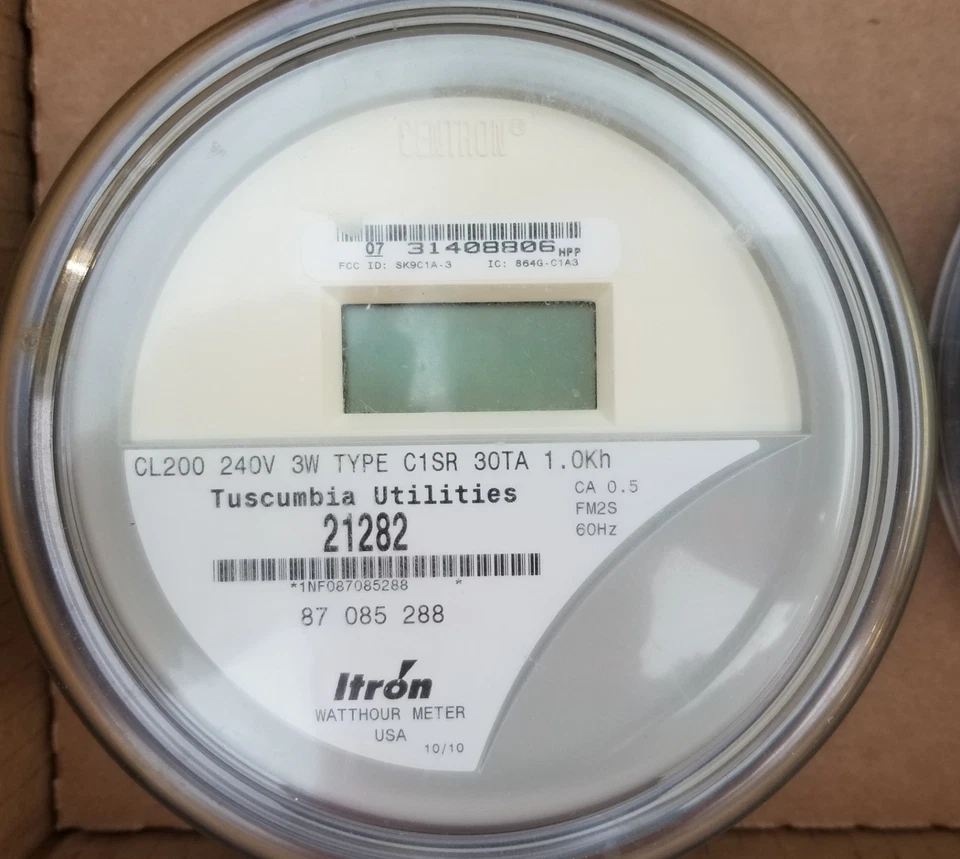 CENTRON®
07 31408806 HPP
FCC ID: SK9C1A-3 IC: 864G-C1A3
CL200 240V 3W TYPE C1SR 30TA 1.0Kh
Tuscumbia Utilities
CA 0.5
21282
FM2S
60Hz
*1NF087085288 *
87 085 288
Itrón
WATTHOUR METER
USA
10/10